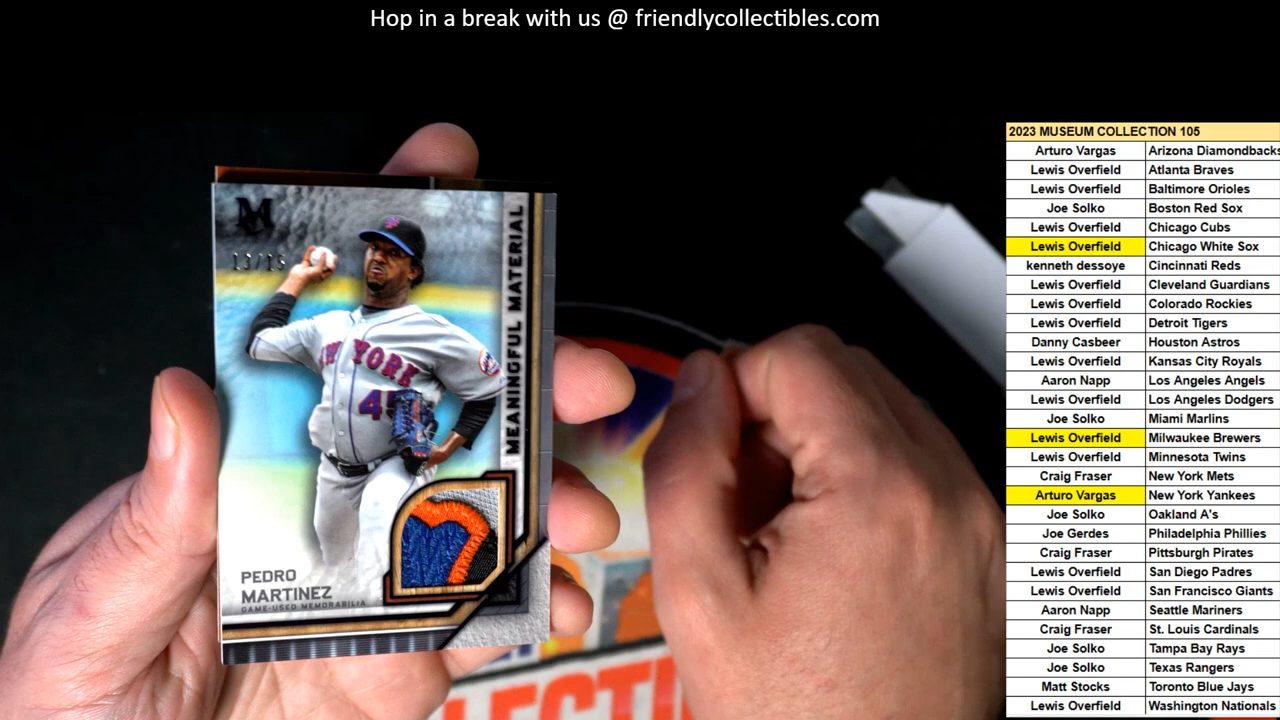 Hop in a break with us @ friendlycollectibles.com
M
MEANINGFUL MATERIAL
YORK
45
PEDRO
MARTINEZ
GAME-USED MEMORABILIA
2023 MUSEUM COLLECTION 105
Arturo Vargas Arizona Diamondbacks
Lewis Overfield Atlanta Braves
Lewis Overfield Baltimore Orioles
Joe Solko Boston Red Sox
Lewis Overfield Chicago Cubs
Lewis Overfield Chicago White Sox
kenneth dessoye Cincinnati Reds
Lewis Overfield Cleveland Guardians
Lewis Overfield Colorado Rockies
Lewis Overfield Detroit Tigers
Danny Casbeer Houston Astros
Lewis Overfield Kansas City Royals
Aaron Napp Los Angeles Angels
Lewis Overfield Los Angeles Dodgers
Joe Solko Miami Marlins
Lewis Overfield Milwaukee Brewers
Lewis Overfield Minnesota Twins
Craig Fraser New York Mets
Arturo Vargas New York Yankees
Joe Solko Oakland A's
Joe Gerdes Philadelphia Phillies
Craig Fraser Pittsburgh Pirates
Lewis Overfield San Diego Padres
Lewis Overfield San Francisco Giants
Aaron Napp Seattle Mariners
Craig Fraser St. Louis Cardinals
Joe Solko Tampa Bay Rays
Joe Solko Texas Rangers
Matt Stocks Toronto Blue Jays
Lewis Overfield Washington Nationals